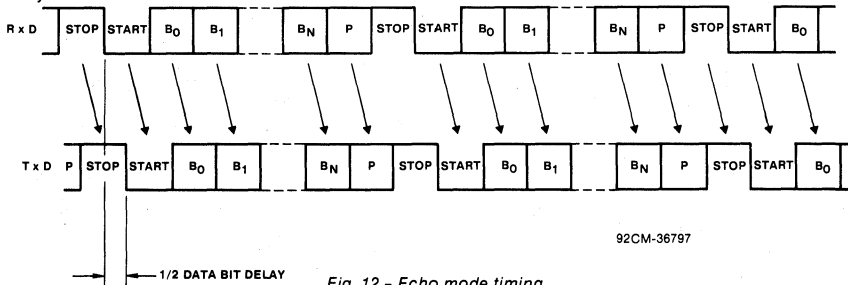 R x D STOP START B0 B1 BN P STOP START B0 B1 BN P STOP START B0
T x D P STOP START B0 B1 BN P STOP START B0 B1 BN P STOP START B0
92CM-36797
1/2 DATA BIT DELAY
Fig. 12 – Echo mode timing